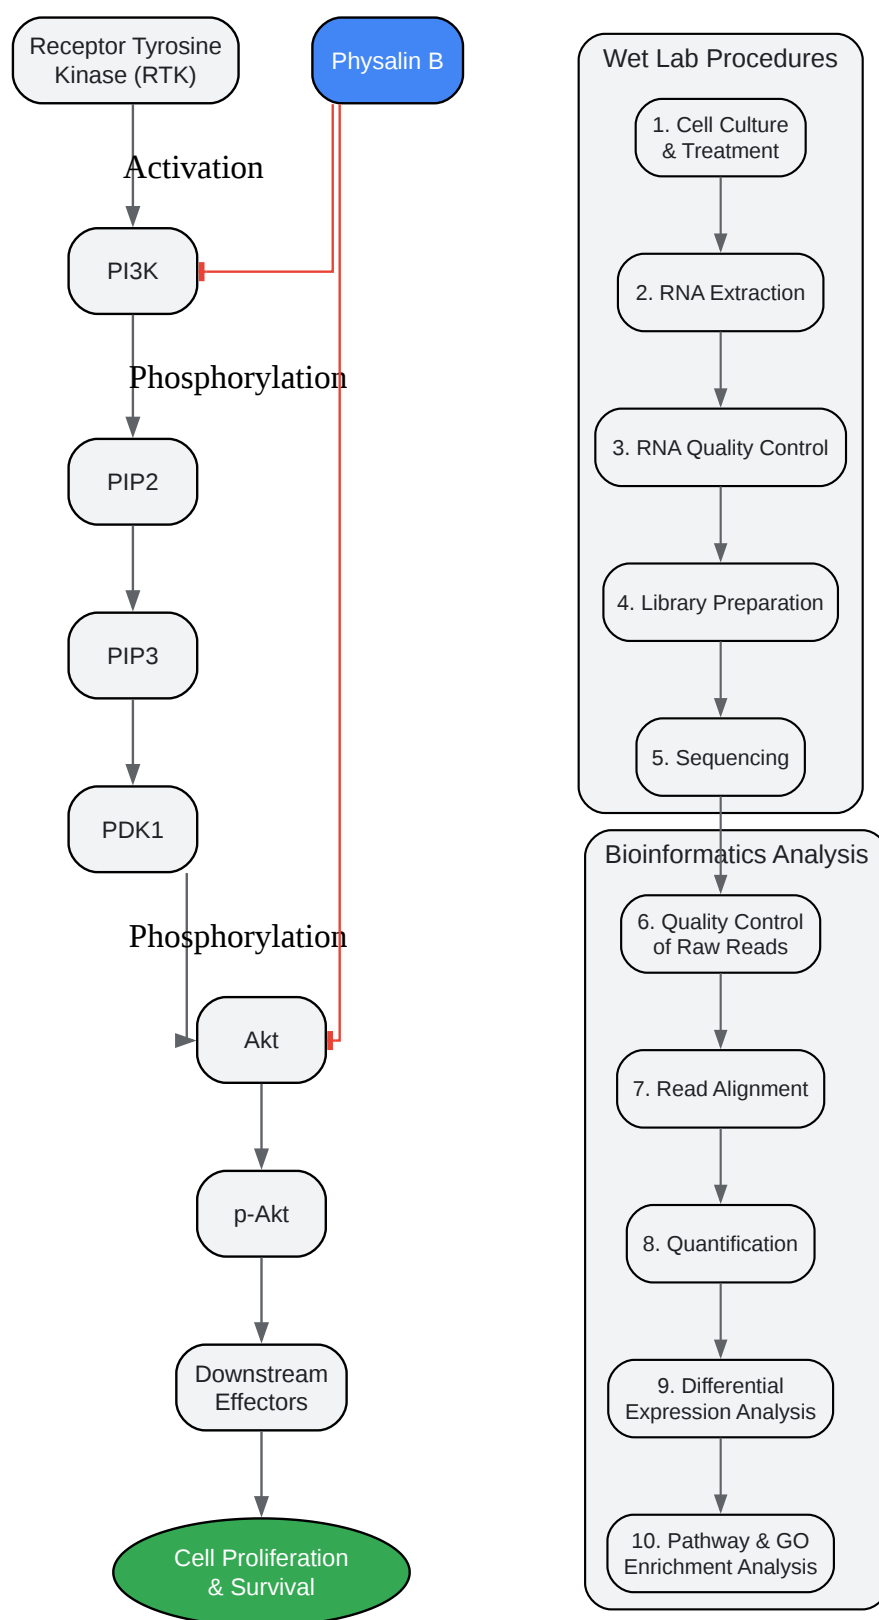 Receptor Tyrosine
Kinase (RTK)
Physalin B
Activation
PI3K
Phosphorylation
PIP2
PIP3
PDK1
Phosphorylation
Akt
p-Akt
Downstream
Effectors
Cell Proliferation
& Survival
Wet Lab Procedures
1. Cell Culture
& Treatment
2. RNA Extraction
3. RNA Quality Control
4. Library Preparation
5. Sequencing
Bioinformatics Analysis
6. Quality Control
of Raw Reads
7. Read Alignment
8. Quantification
9. Differential
Expression Analysis
10. Pathway & GO
Enrichment Analysis